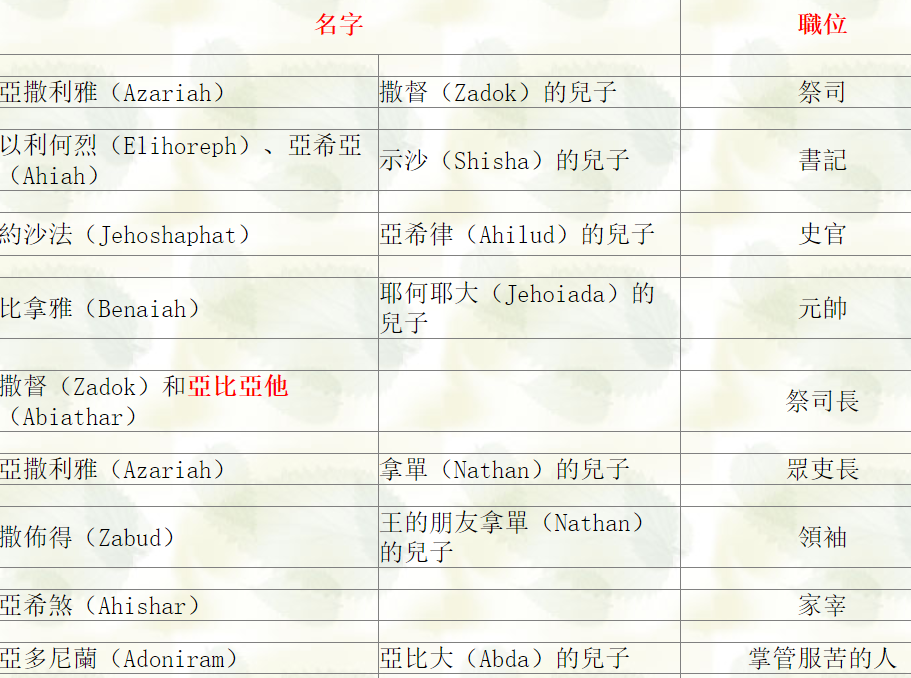 名字 職位
亞撒利雅（Azariah） 撒督（Zadok）的兒子 祭司
以利何烈（Elihoreph）、亞希亞
（Ahiah）
示沙（Shisha）的兒子 書記
約沙法（Jehoshaphat） 亞希律（Ahilud）的兒子 史官
比拿雅（Benaiah）
耶何耶大（Jehoiada）的
兒子
元帥
撒督（Zadok）和亞比亞他
（Abiathar）
祭司長
亞撒利雅（Azariah） 拿單（Nathan）的兒子 眾吏長
撒佈得（Zabud）
王的朋友拿單（Nathan）
的兒子
領袖
亞希煞（Ahishar） 家宰
亞多尼蘭（Adoniram） 亞比大（Abda）的兒子 掌管服苦的人